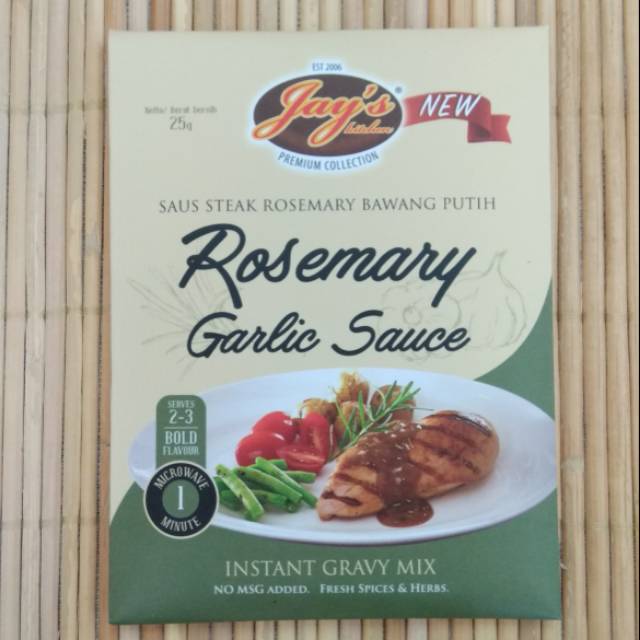 EST 2006
Jay's®
kitchen
PREMIUM COLLECTION
NEW
Netto/ Berat bersih
25g
SAUS STEAK ROSEMARY BAWANG PUTIH
Rosemary
Garlic Sauce
SERVES
2-3
BOLD
FLAVOUR
MICROWAVE
1
MINUTE
INSTANT GRAVY MIX
NO MSG ADDED. FRESH SPICES & HERBS.